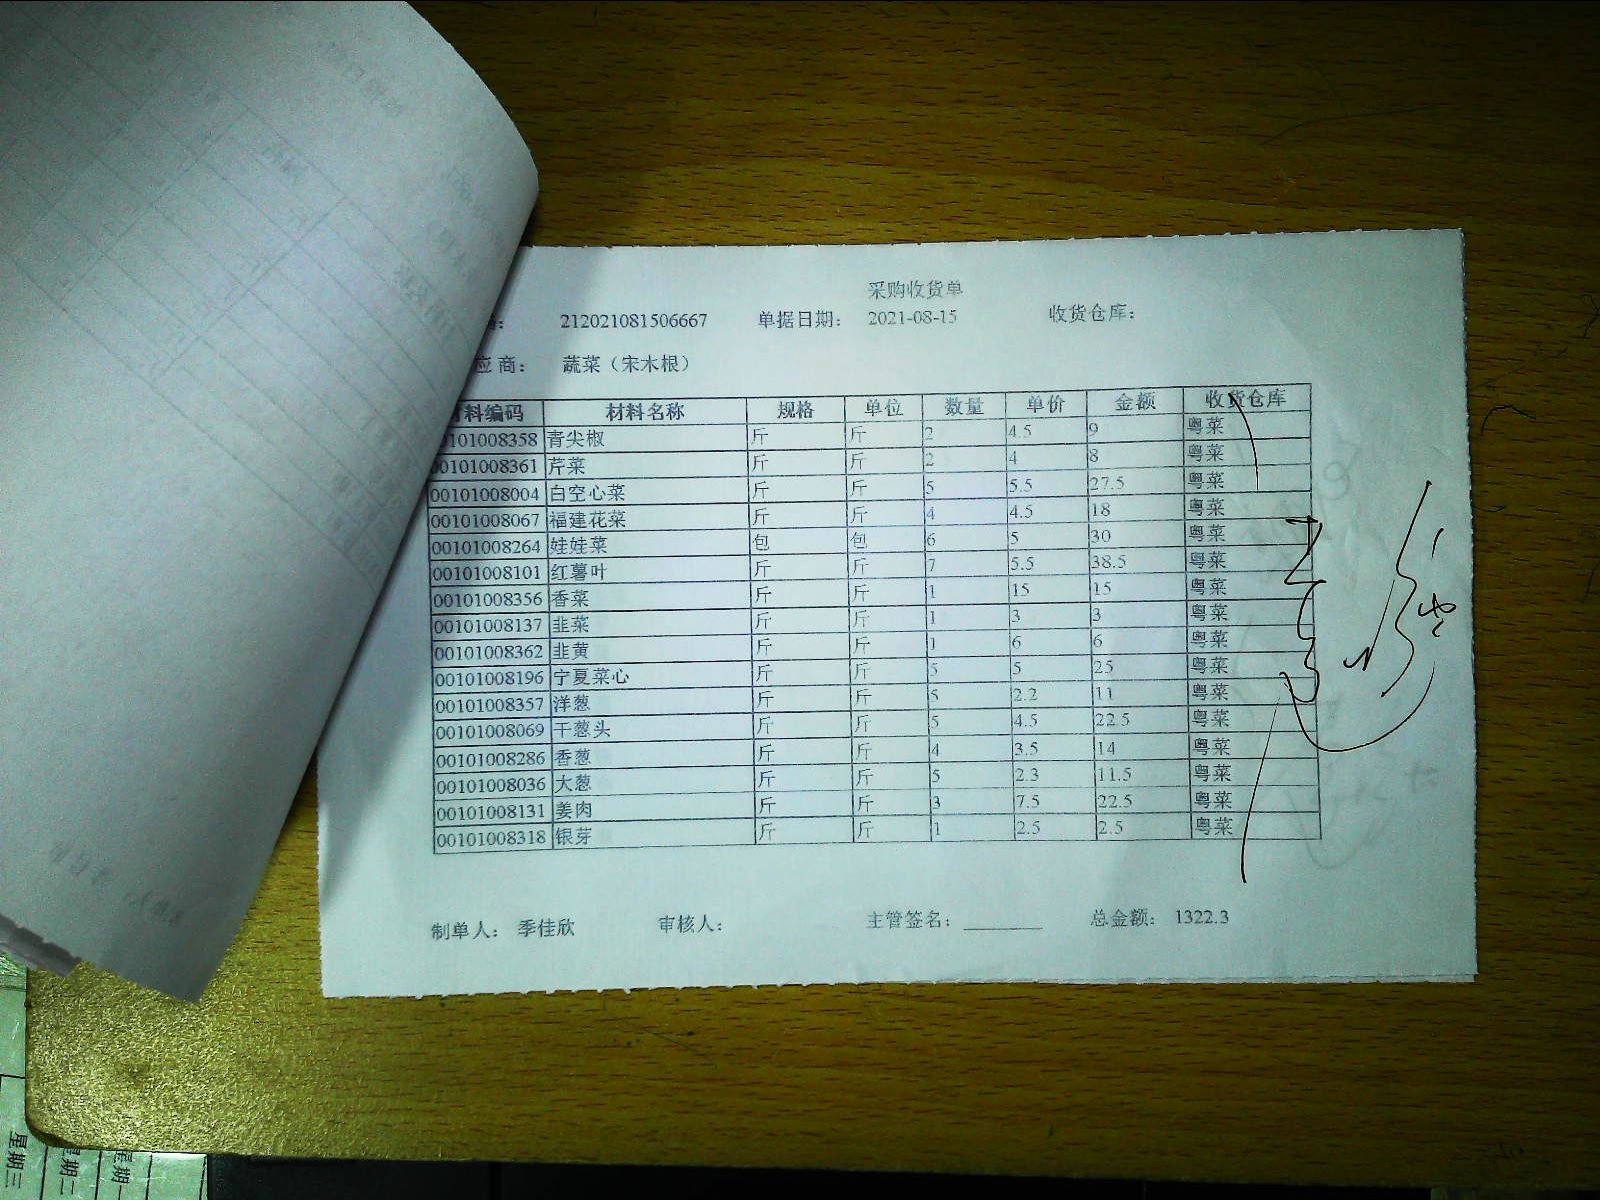 采购收货单
212021081506667 单据日期： 2021-08-15 收货仓库：
应商： 蔬菜（宋木根）
材料编码 材料名称 规格 单位 数量 单价 金额 收货仓库
00101008358 青尖椒 斤 斤 2 4.5 9 粤菜
00101008361 芹菜 斤 斤 2 4 8 粤菜
00101008004 白空心菜 斤 斤 5 5.5 27.5 粤菜
00101008067 福建花菜 斤 斤 4 4.5 18 粤菜
00101008264 娃娃菜 包 包 6 5 30 粤菜
00101008101 红薯叶 斤 斤 7 5.5 38.5 粤菜
00101008356 香菜 斤 斤 1 15 15 粤菜
00101008137 韭菜 斤 斤 1 3 3 粤菜
00101008362 韭黄 斤 斤 1 6 6 粤菜
00101008196 宁夏菜心 斤 斤 5 5 25 粤菜
00101008357 洋葱 斤 斤 5 2.2 11 粤菜
00101008069 干葱头 斤 斤 5 4.5 22.5 粤菜
00101008286 香葱 斤 斤 4 3.5 14 粤菜
00101008036 大葱 斤 斤 5 2.3 11.5 粤菜
00101008131 姜肉 斤 斤 3 7.5 22.5 粤菜
00101008318 银芽 斤 斤 1 2.5 2.5 粤菜
制单人： 季佳欣 审核人： 主管签名： 总金额： 1322.3
星期三
星期二
星期一